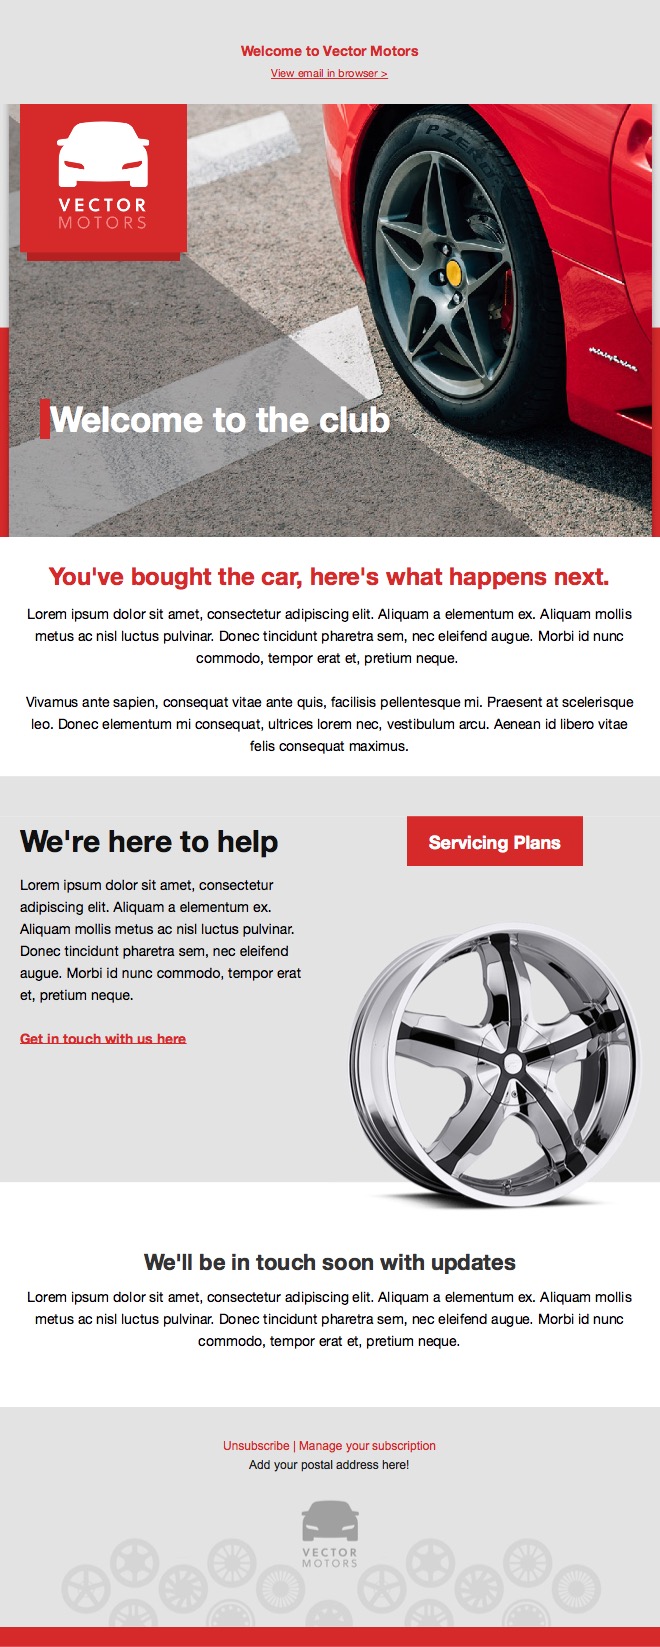 Welcome to Vector Motors
View email in browser >
VECTOR
MOTORS
P ZERO
Welcome to the club
You've bought the car, here's what happens next.
Lorem ipsum dolor sit amet, consectetur adipiscing elit. Aliquam a elementum ex. Aliquam mollis
metus ac nisl luctus pulvinar. Donec tincidunt pharetra sem, nec eleifend augue. Morbi id nunc
commodo, tempor erat et, pretium neque.
Vivamus ante sapien, consequat vitae ante quis, facilisis pellentesque mi. Praesent at scelerisque
leo. Donec elementum mi consequat, ultrices lorem nec, vestibulum arcu. Aenean id libero vitae
felis consequat maximus.
We're here to help
Servicing Plans
Lorem ipsum dolor sit amet, consectetur
adipiscing elit. Aliquam a elementum ex.
Aliquam mollis metus ac nisl luctus pulvinar.
Donec tincidunt pharetra sem, nec eleifend
augue. Morbi id nunc commodo, tempor erat
et, pretium neque.
Get in touch with us here
We'll be in touch soon with updates
Lorem ipsum dolor sit amet, consectetur adipiscing elit. Aliquam a elementum ex. Aliquam mollis
metus ac nisl luctus pulvinar. Donec tincidunt pharetra sem, nec eleifend augue. Morbi id nunc
commodo, tempor erat et, pretium neque.
Unsubscribe | Manage your subscription
Add your postal address here!
VECTOR
MOTORS